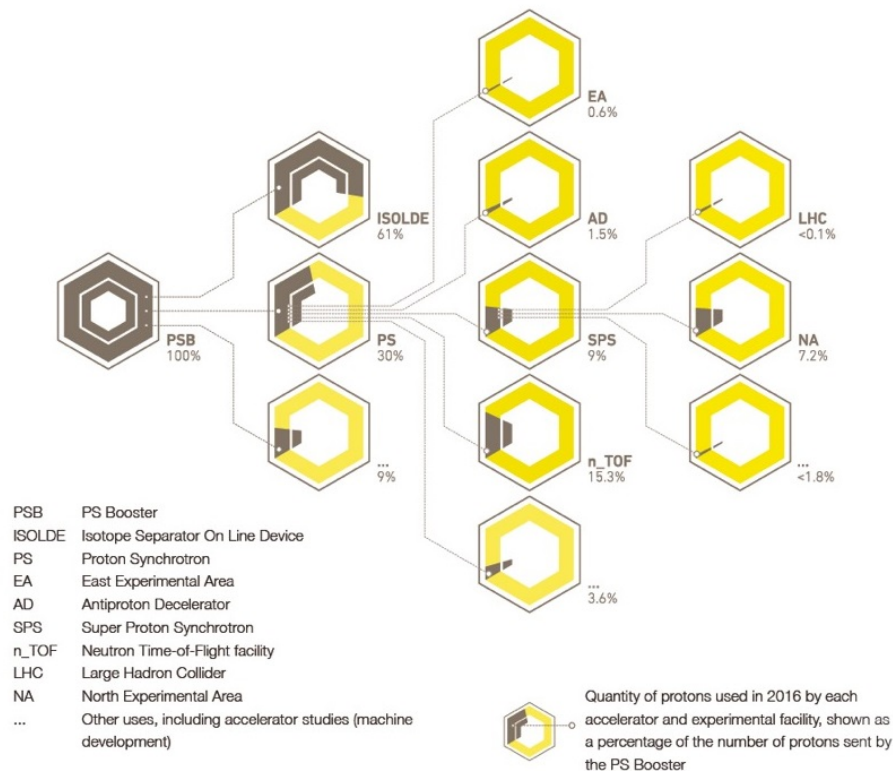 EA
0.6%
ISOLDE
61%
AD
1.5%
LHC
<0.1%
PSB
100%
PS
30%
SPS
9%
NA
7.2%
...
9%
n_TOF
15.3%
...
<1.8%
...
3.6%
PSB PS Booster
ISOLDE Isotope Separator On Line Device
PS Proton Synchrotron
EA East Experimental Area
AD Antiproton Decelerator
SPS Super Proton Synchrotron
n_TOF Neutron Time-of-Flight facility
LHC Large Hadron Collider
NA North Experimental Area
... Other uses, including accelerator studies (machine
development)
Quantity of protons used in 2016 by each
accelerator and experimental facility, shown as
a percentage of the number of protons sent by
the PS Booster